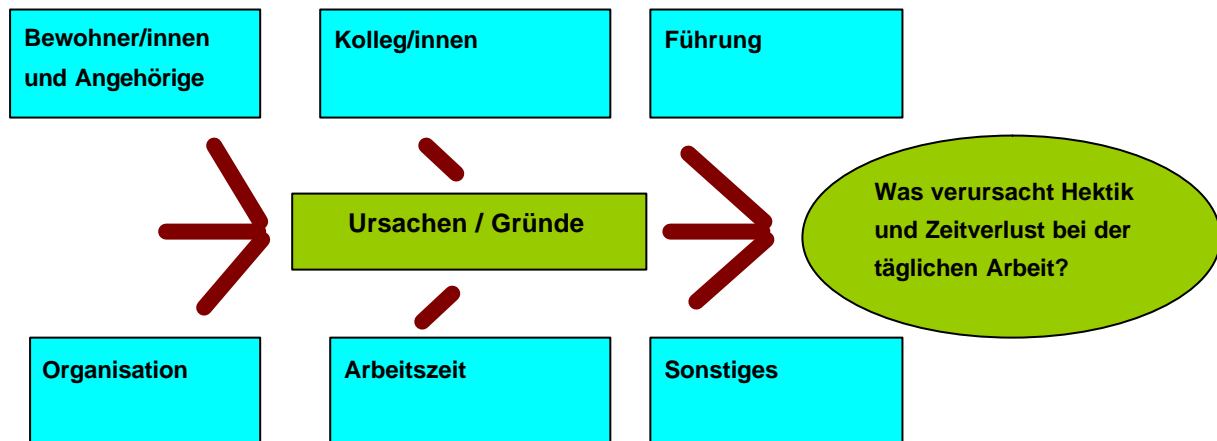 Bewohner/innen
und Angehörige
Kolleg/innen
Führung
Ursachen / Gründe
Was verursacht Hektik
und Zeitverlust bei der
täglichen Arbeit?
Organisation
Arbeitszeit
Sonstiges